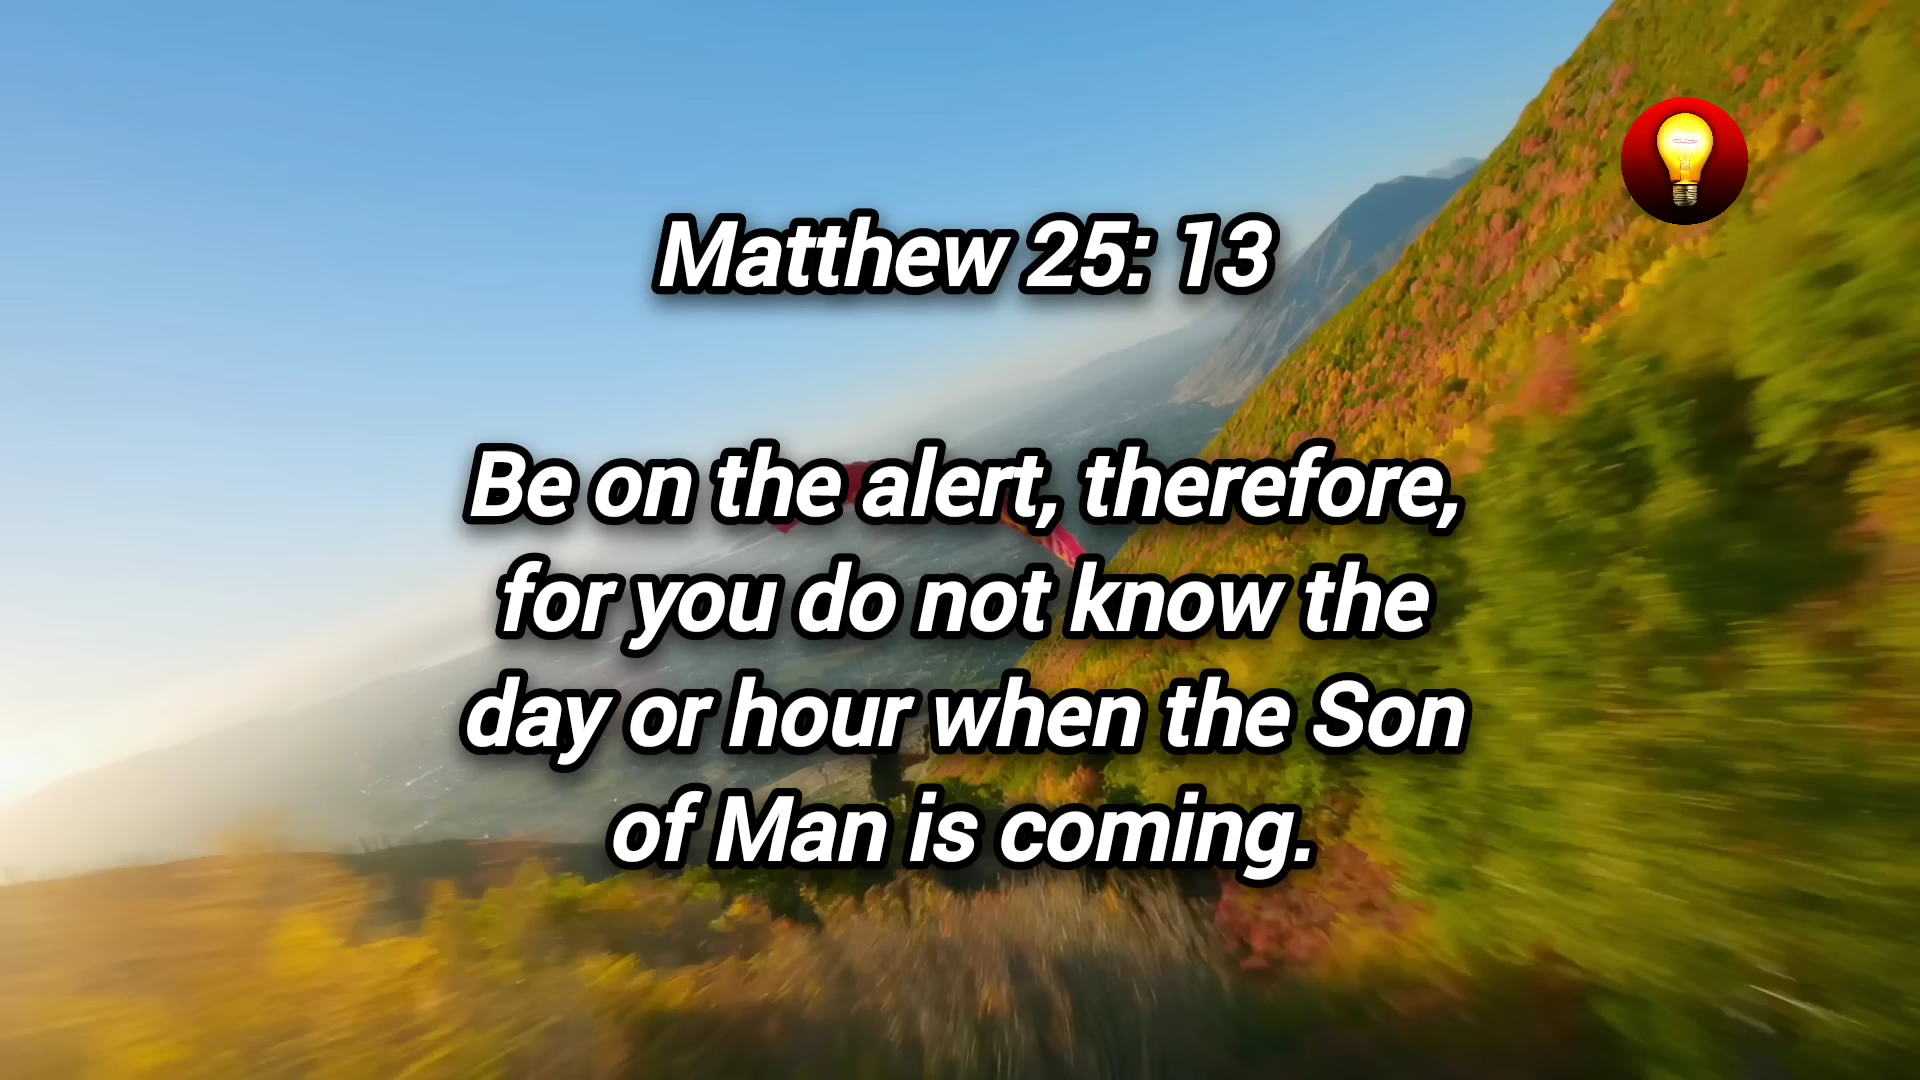 Matthew 25: 13
Be on the alert, therefore,
for you do not know the
day or hour when the Son
of Man is coming.